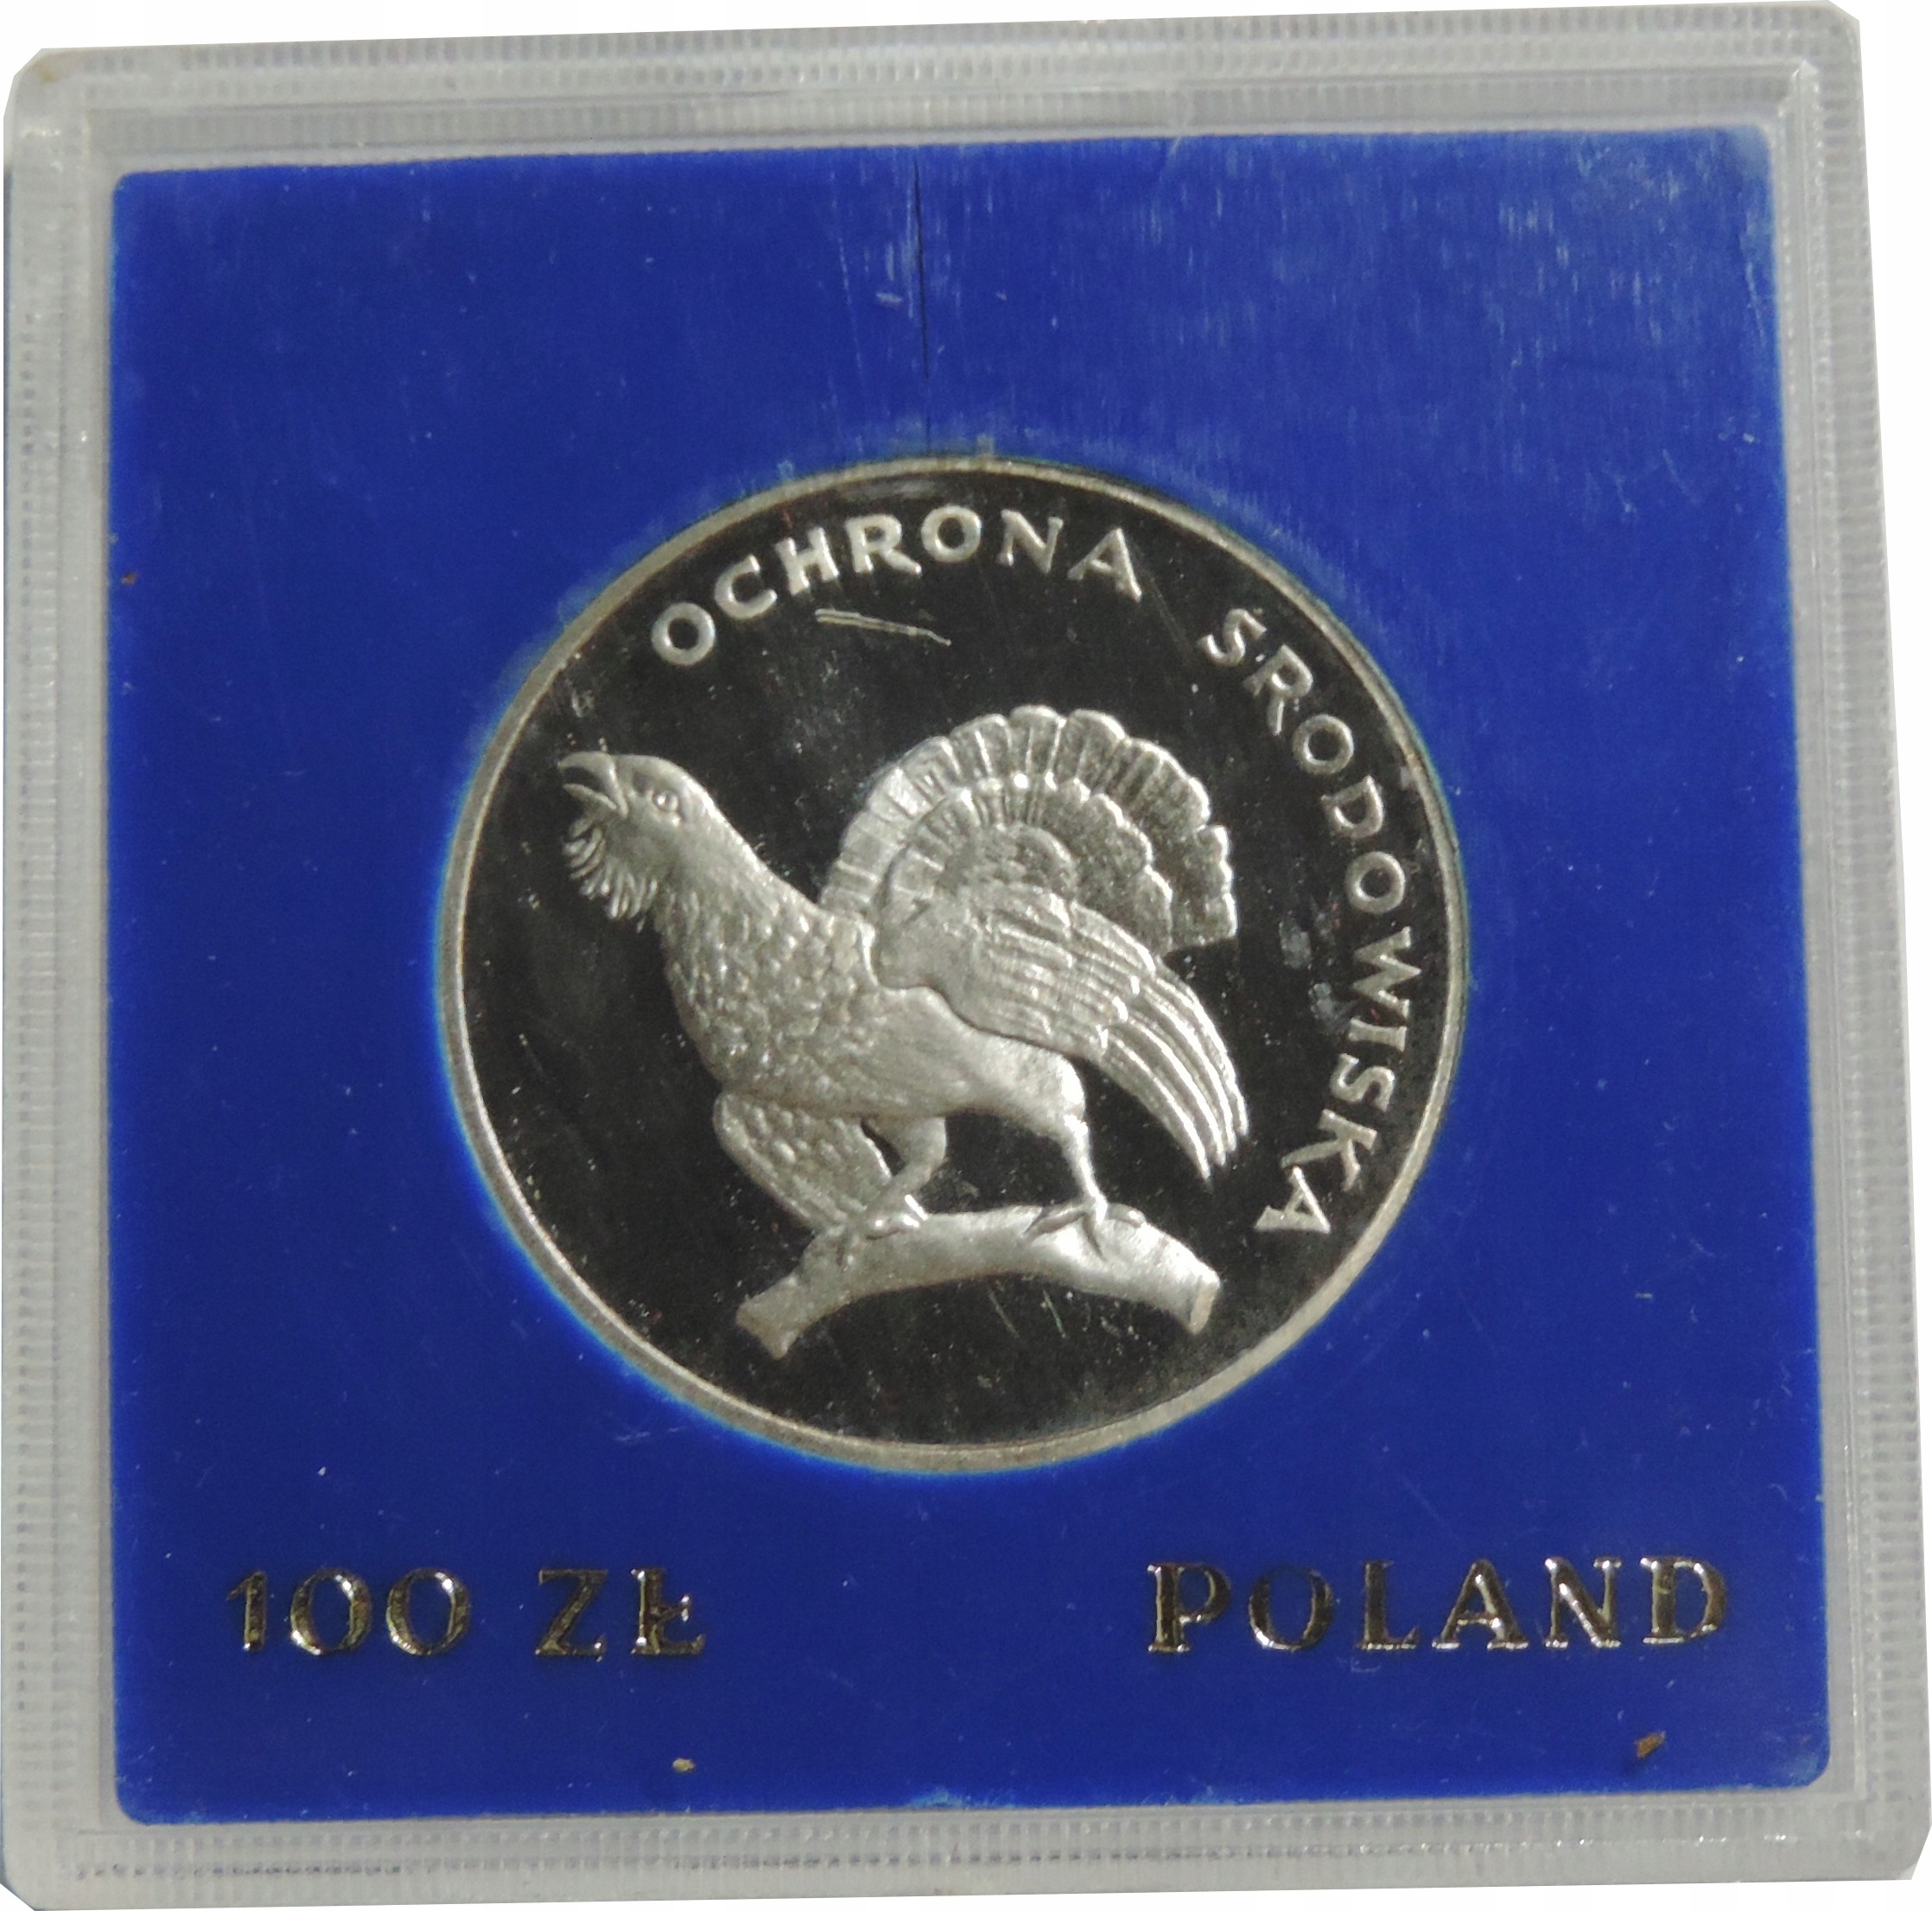 OCHRONA ŚRODOWISKA
100 ZŁ
POLAND